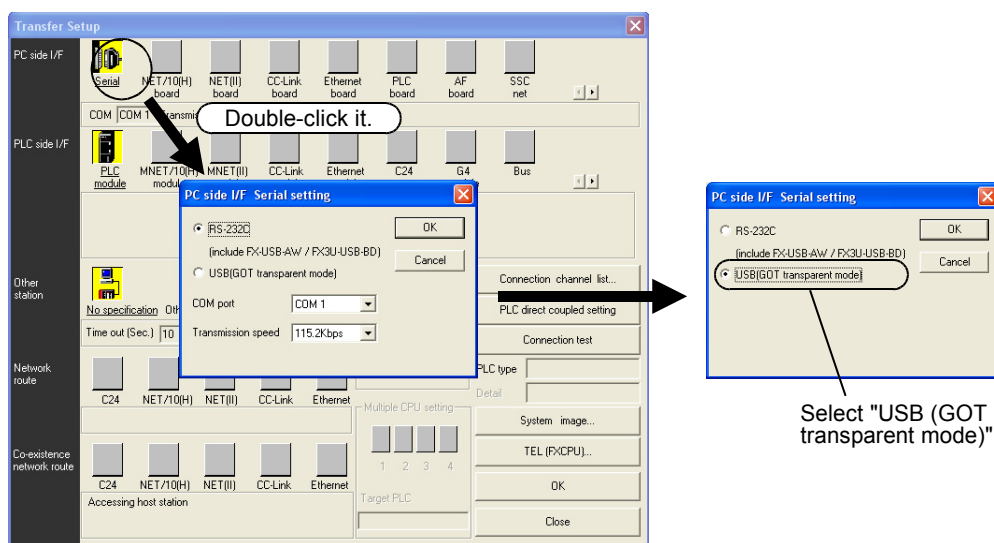 Transfer Setup
PC side I/F
Serial
NET/10(H) board
NET(II) board
CC-Link board
Ethernet board
PLC board
AF board
SSC net
COM COM 1
Double-click it.
PLC side I/F
PLC module
MNET/10(H)
MNET(II)
CC-Link
Ethernet
C24
G4
Bus
PC side I/F Serial setting
RS-232C
(include FX-USB-AW / FX3U-USB-BD)
USB(GOT transparent mode)
COM port COM 1
Transmission speed 115.2Kbps
OK
Cancel
Other station
No specification
Time out (Sec.) 10
Connection channel list...
PLC direct coupled setting
Connection test
PLC type
Detail
System image...
TEL (FXCPU)...
OK
Close
Network route
C24
NET/10(H)
NET(II)
CC-Link
Ethernet
Multiple CPU setting
1 2 3 4
Target PLC
Co-existence network route
C24
NET/10(H)
NET(II)
CC-Link
Ethernet
Accessing host station
PC side I/F Serial setting
RS-232C
(include FX-USB-AW / FX3U-USB-BD)
USB(GOT transparent mode)
OK
Cancel
Select "USB (GOT
transparent mode)"